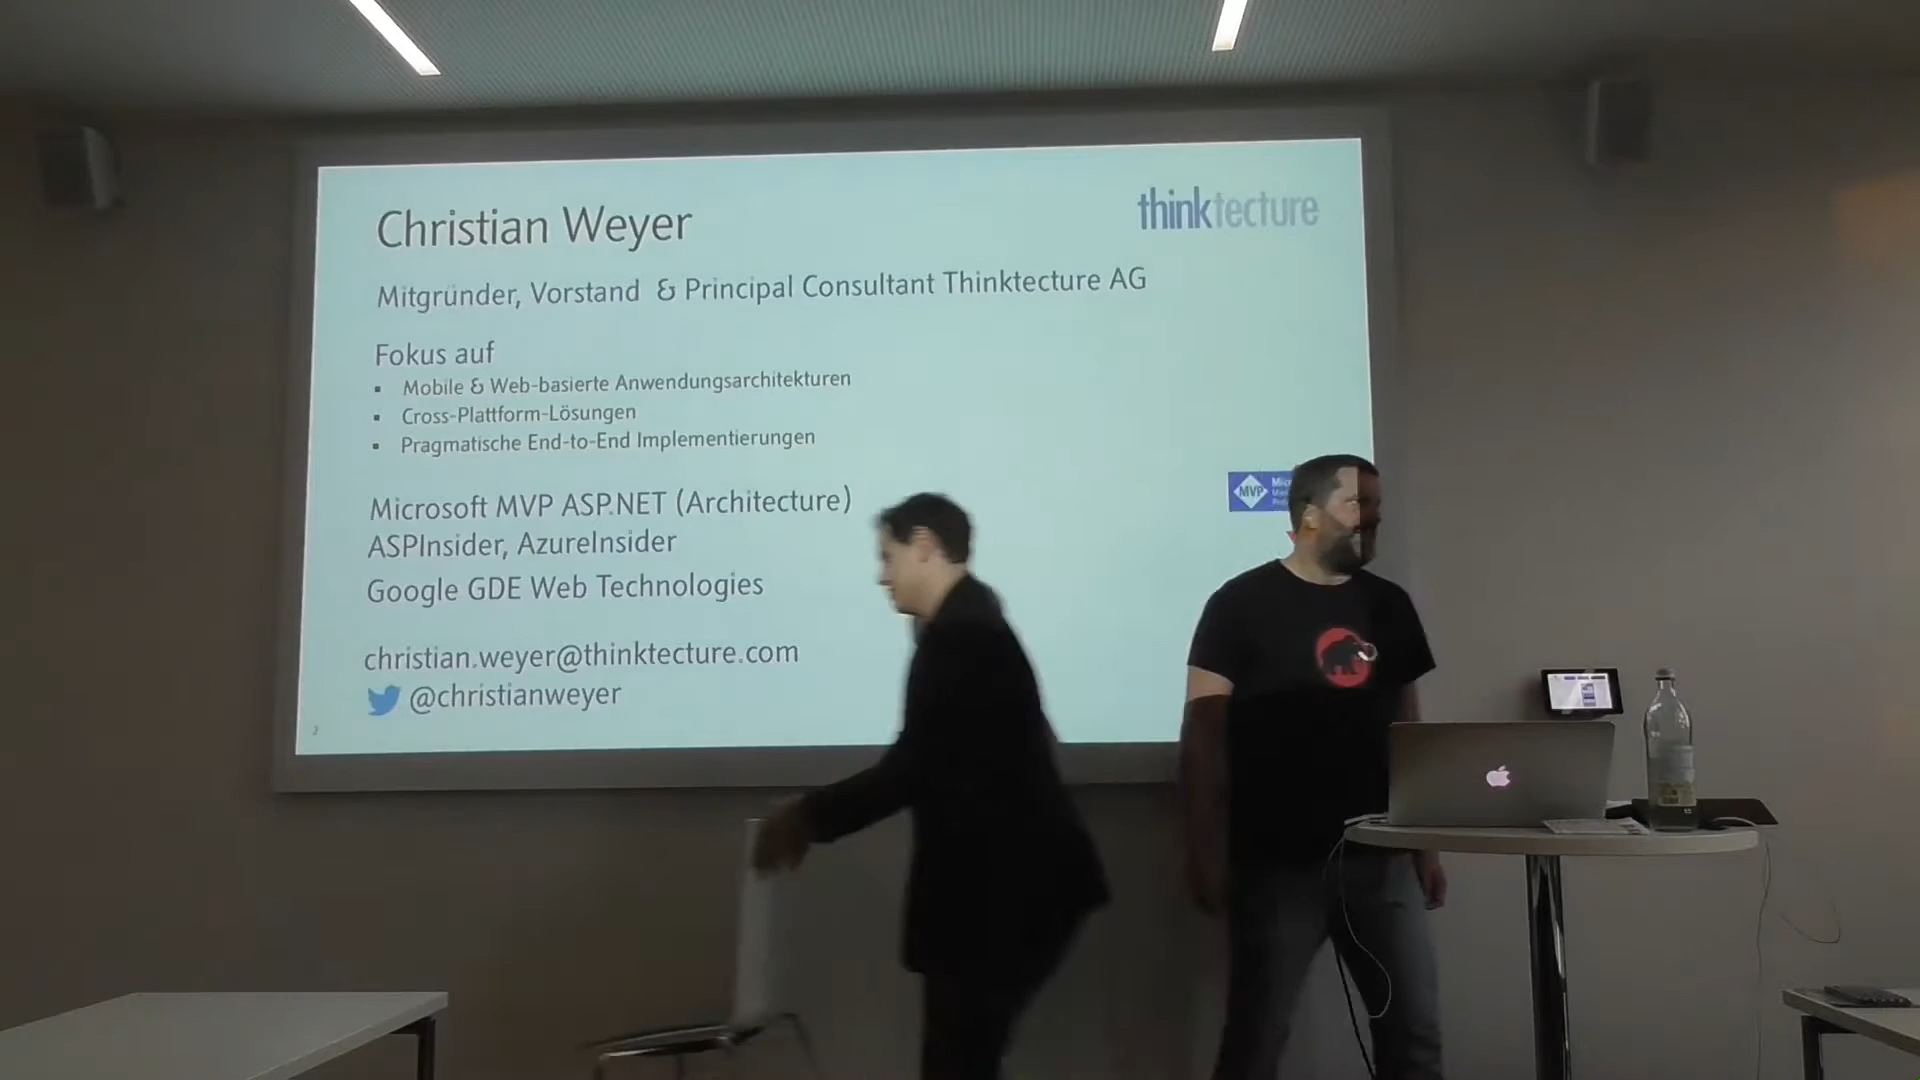 Christian Weyer
thinktecture
Mitgründer, Vorstand & Principal Consultant Thinktecture AG
Fokus auf
▪ Mobile & Web-basierte Anwendungsarchitekturen
▪ Cross-Plattform-Lösungen
▪ Pragmatische End-to-End Implementierungen
Microsoft MVP ASP.NET (Architecture)
MVP
ASPInsider, AzureInsider
Google GDE Web Technologies
christian.weyer@thinktecture.com
@christianweyer
2